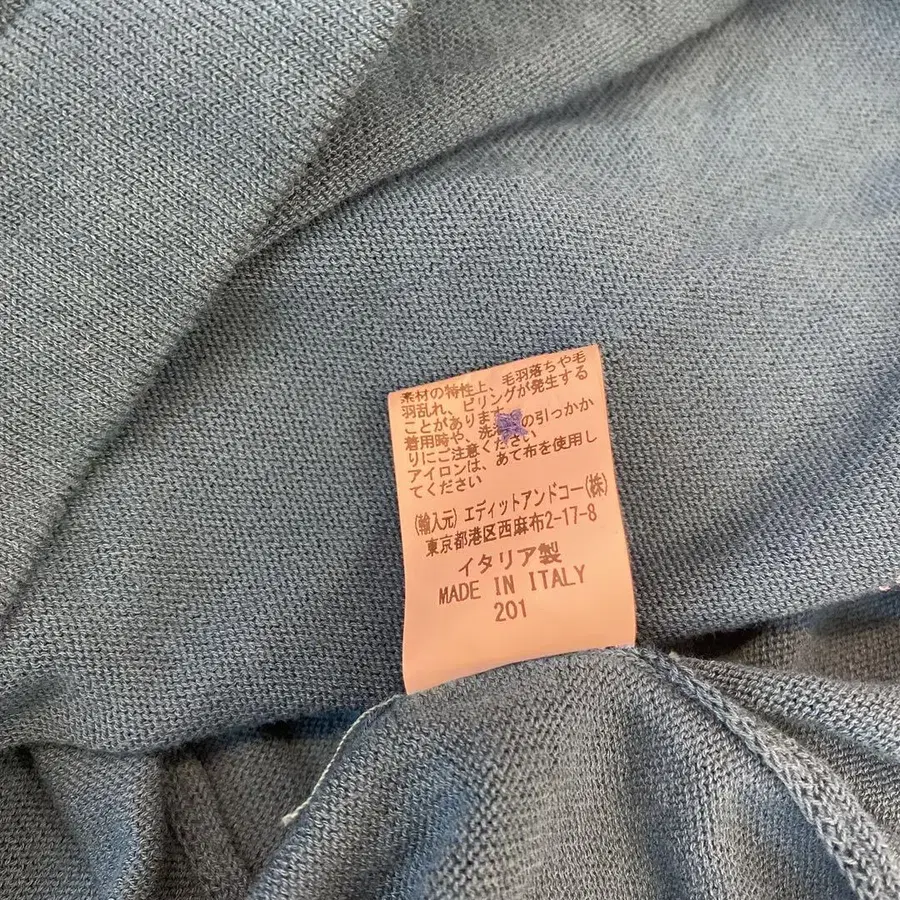 素材の特性上、毛羽落ちや毛
羽乱れ、ピリングが発生する
ことがあります。
着用時や、洗濯時の引っかか
りにご注意ください
アイロンは、あて布を使用し
てください
(輸入元) エディットアンドコー(株)
東京都港区西麻布2-17-8
イタリア製
MADE IN ITALY
201